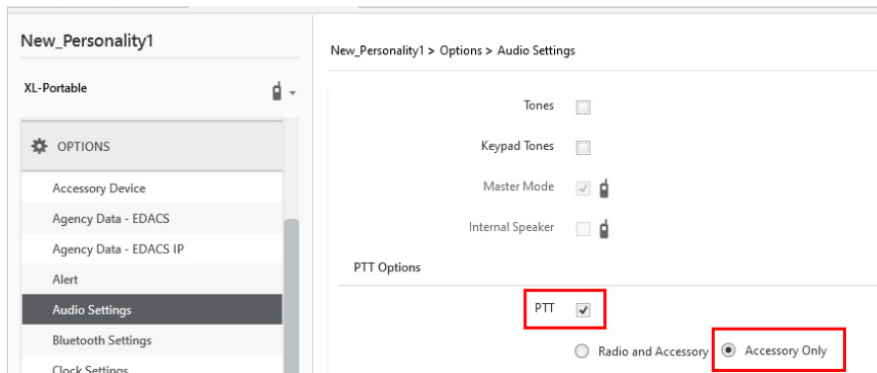 New_Personality1
New_Personality1 > Options > Audio Settings
XL-Portable
Tones
OPTIONS
Keypad Tones
Accessory Device
Master Mode
Agency Data - EDACS
Internal Speaker
Agency Data - EDACS IP
PTT Options
Alert
Audio Settings
PTT
Bluetooth Settings
Radio and Accessory Accessory Only
Clock Settings